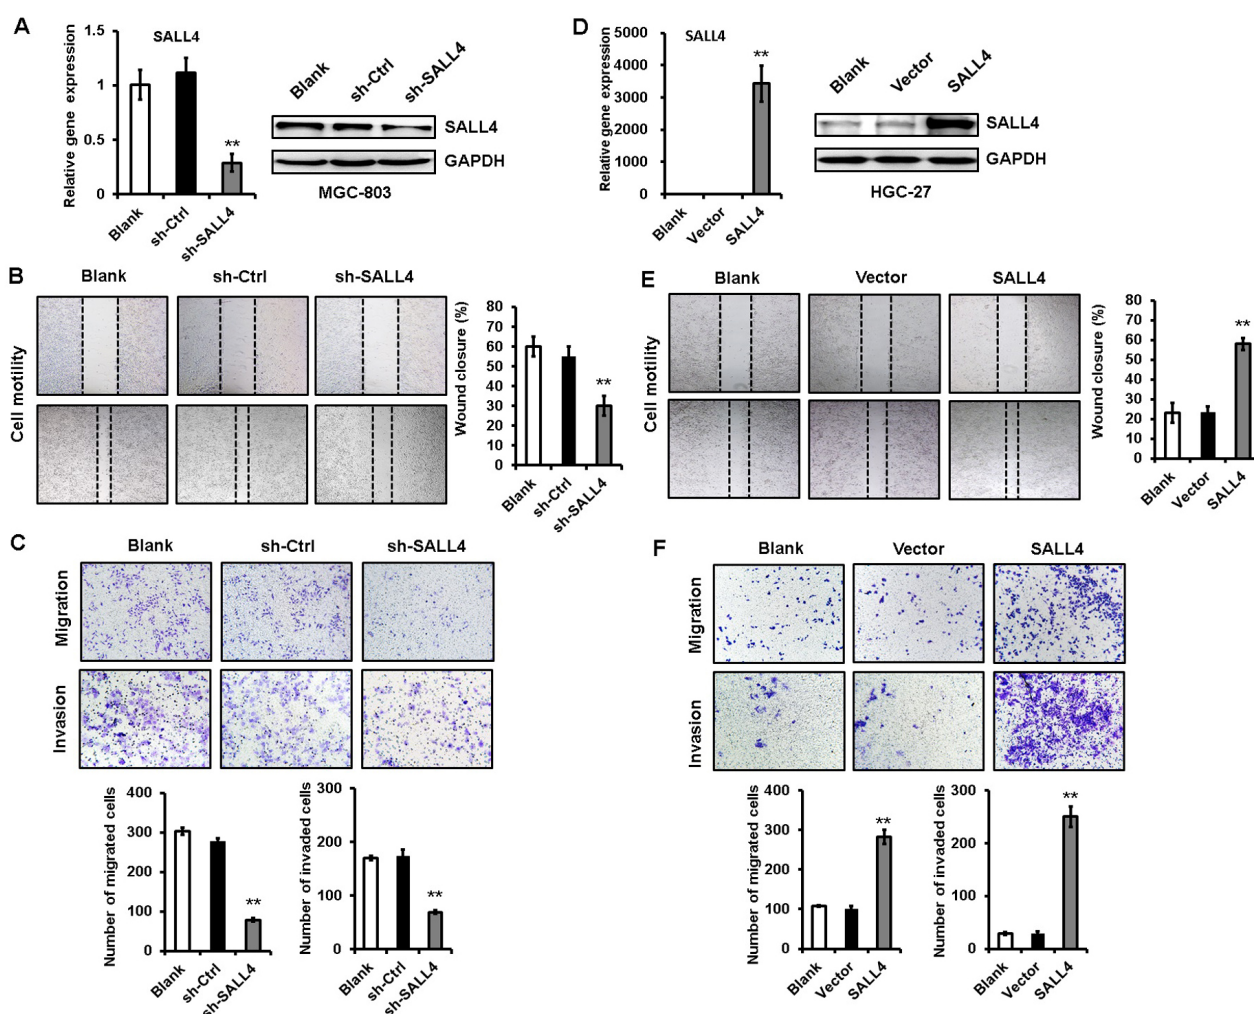 A
SALL4
Relative gene expression
1.5
1
0.5
0
**
Blank
sh-Ctrl
sh-SALL4
Blank
sh-Ctrl
sh-SALL4
SALL4
GAPDH
MGC-803
D
SALL4
Relative gene expression
5000
4000
3000
2000
1000
0
**
Blank
Vector
SALL4
Blank
Vector
SALL4
SALL4
GAPDH
HGC-27
B
Blank
sh-Ctrl
sh-SALL4
Cell motility
Wound closure (%)
80
70
60
50
40
30
20
10
0
**
Blank
sh-Ctrl
sh-SALL4
E
Blank
Vector
SALL4
Cell motility
Wound closure (%)
80
70
60
50
40
30
20
10
0
**
Blank
Vector
SALL4
C
Blank
sh-Ctrl
sh-SALL4
Migration
Invasion
Number of migrated cells
400
300
200
100
0
**
Blank
sh-Ctrl
sh-SALL4
Number of invaded cells
300
200
100
0
**
Blank
sh-Ctrl
sh-SALL4
F
Blank
Vector
SALL4
Migration
Invasion
Number of migrated cells
400
300
200
100
0
**
Blank
Vector
SALL4
Number of invaded cells
300
200
100
0
**
Blank
Vector
SALL4